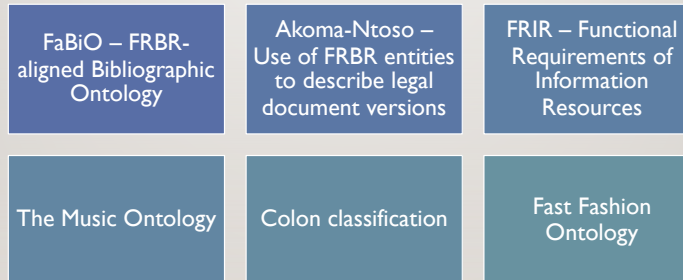 FaBiO – FRBR-
aligned Bibliographic
Ontology
Akoma-Ntoso –
Use of FRBR entities
to describe legal
document versions
FRIR – Functional
Requirements of
Information
Resources
The Music Ontology
Colon classification
Fast Fashion
Ontology